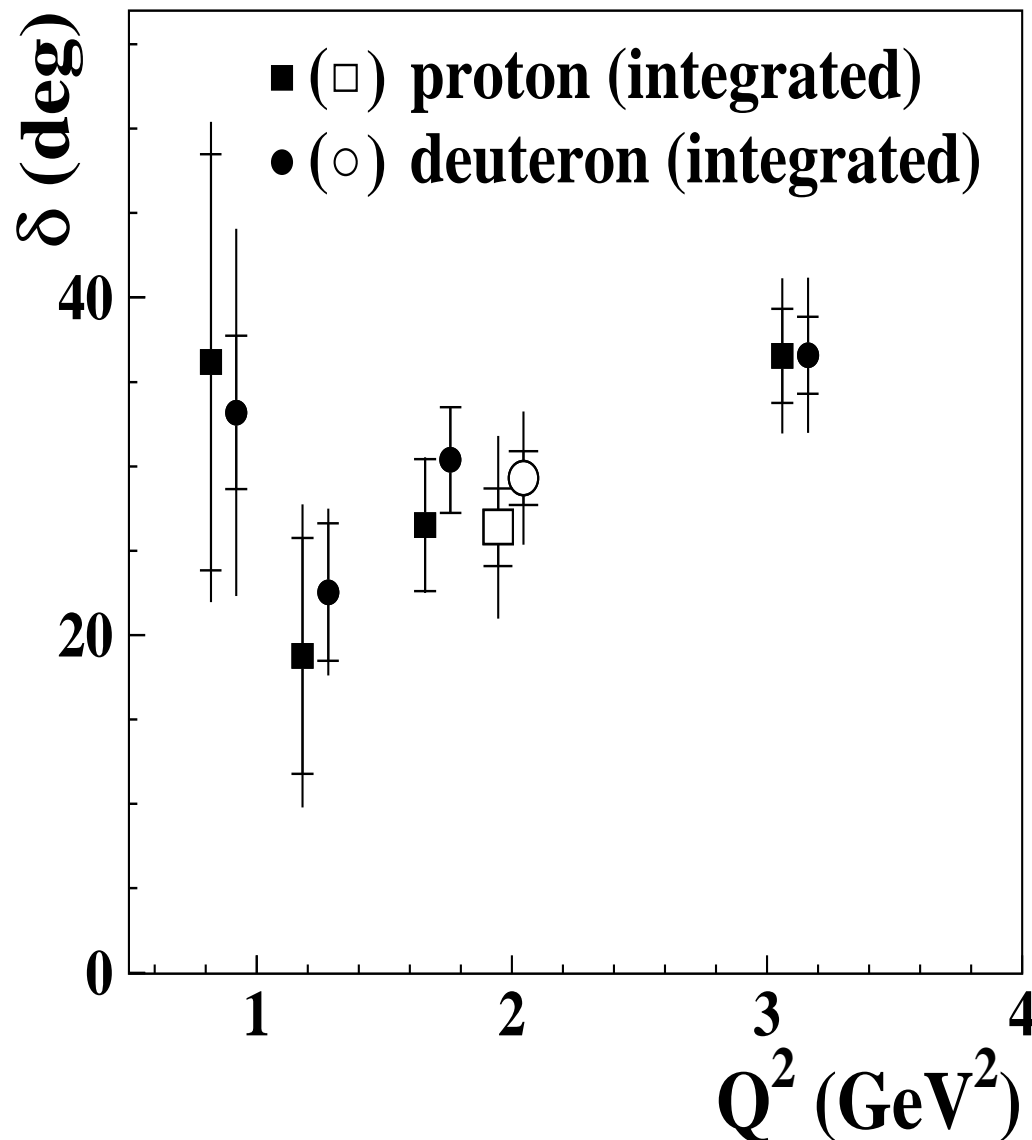 δ (deg)
■ (□) proton (integrated)
● (○) deuteron (integrated)
40
20
0
1 2 3 4
Q² (GeV²)